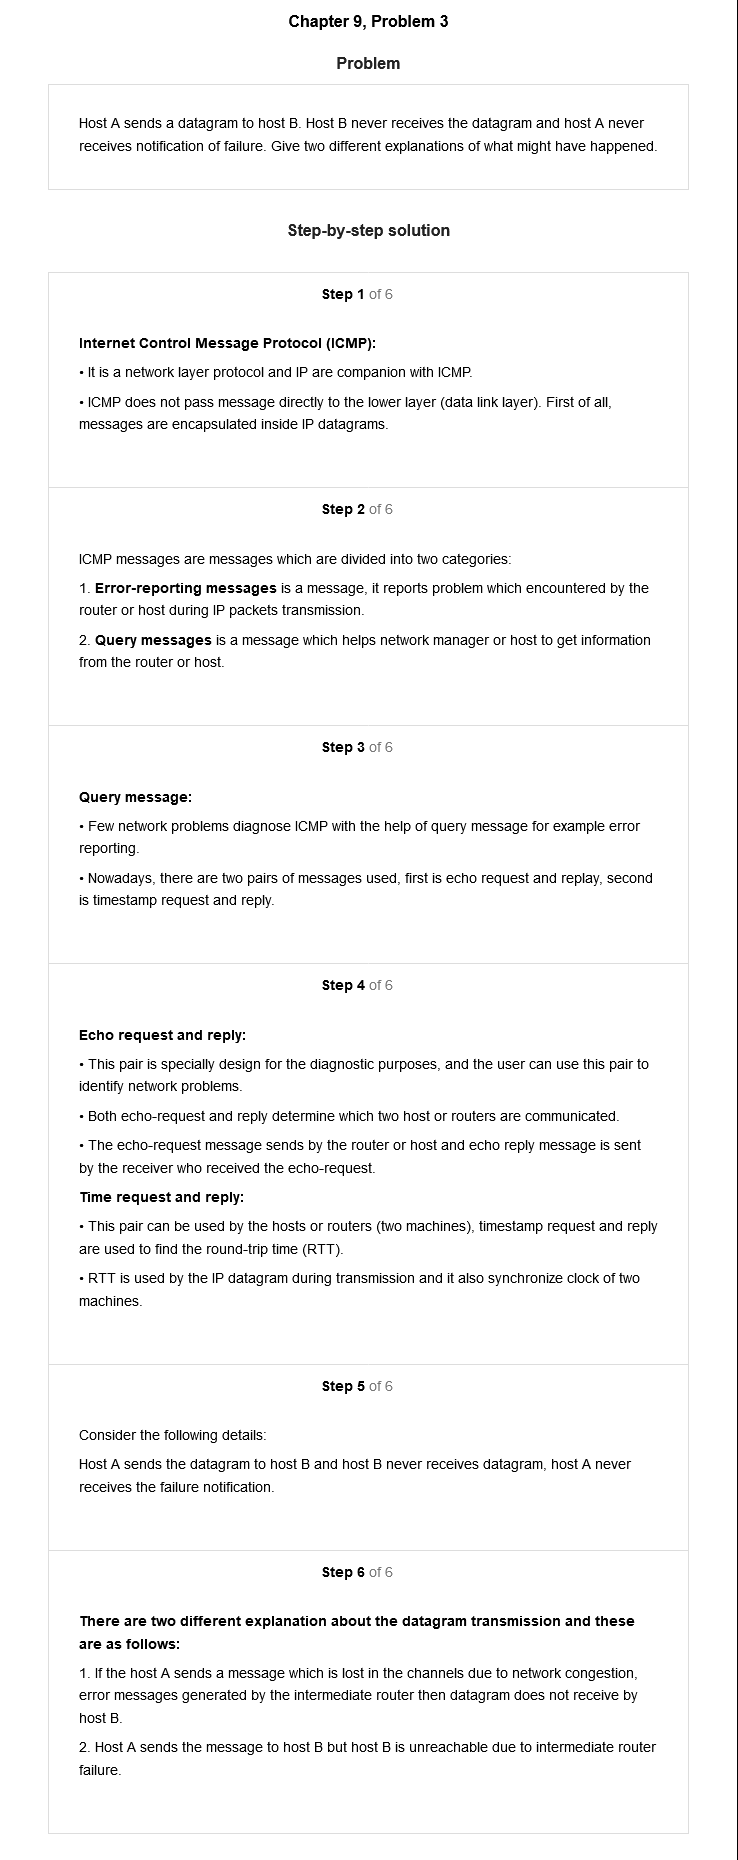 Chapter 9, Problem 3
Problem
Host A sends a datagram to host B. Host B never receives the datagram and host A never
receives notification of failure. Give two different explanations of what might have happened.
Step-by-step solution
Step 1 of 6
Internet Control Message Protocol (ICMP):
• It is a network layer protocol and IP are companion with ICMP.
• ICMP does not pass message directly to the lower layer (data link layer). First of all,
messages are encapsulated inside IP datagrams.
Step 2 of 6
ICMP messages are messages which are divided into two categories:
1. Error-reporting messages is a message, it reports problem which encountered by the
router or host during IP packets transmission.
2. Query messages is a message which helps network manager or host to get information
from the router or host.
Step 3 of 6
Query message:
• Few network problems diagnose ICMP with the help of query message for example error
reporting.
• Nowadays, there are two pairs of messages used, first is echo request and replay, second
is timestamp request and reply.
Step 4 of 6
Echo request and reply:
• This pair is specially design for the diagnostic purposes, and the user can use this pair to
identify network problems.
• Both echo-request and reply determine which two host or routers are communicated.
• The echo-request message sends by the router or host and echo reply message is sent
by the receiver who received the echo-request.
Time request and reply:
• This pair can be used by the hosts or routers (two machines), timestamp request and reply
are used to find the round-trip time (RTT).
• RTT is used by the IP datagram during transmission and it also synchronize clock of two
machines.
Step 5 of 6
Consider the following details:
Host A sends the datagram to host B and host B never receives datagram, host A never
receives the failure notification.
Step 6 of 6
There are two different explanation about the datagram transmission and these
are as follows:
1. If the host A sends a message which is lost in the channels due to network congestion,
error messages generated by the intermediate router then datagram does not receive by
host B.
2. Host A sends the message to host B but host B is unreachable due to intermediate router
failure.